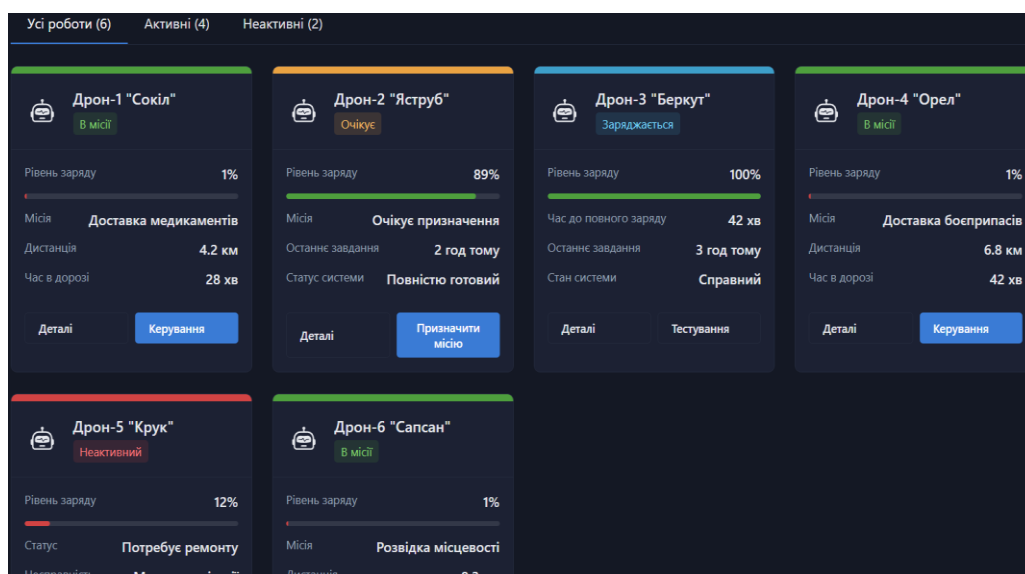 Усі роботи (6) Активні (4) Неактивні (2)
Дрон-1 "Сокіл"
В місії
Рівень заряду 1%
Місія Доставка медикаментів
Дистанція 4.2 км
Час в дорозі 28 хв
Деталі Керування
Дрон-2 "Яструб"
Очікує
Рівень заряду 89%
Місія Очікує призначення
Останнє завдання 2 год тому
Статус системи Повністю готовий
Деталі Призначити
місію
Дрон-3 "Беркут"
Заряджається
Рівень заряду 100%
Час до повного заряду 42 хв
Останнє завдання 3 год тому
Стан системи Справний
Деталі Тестування
Дрон-4 "Орел"
В місії
Рівень заряду 1%
Місія Доставка боєприпасів
Дистанція 6.8 км
Час в дорозі 42 хв
Деталі Керування
Дрон-5 "Крук"
Неактивний
Рівень заряду 12%
Статус Потребує ремонту
Дрон-6 "Сапсан"
В місії
Рівень заряду 1%
Місія Розвідка місцевості